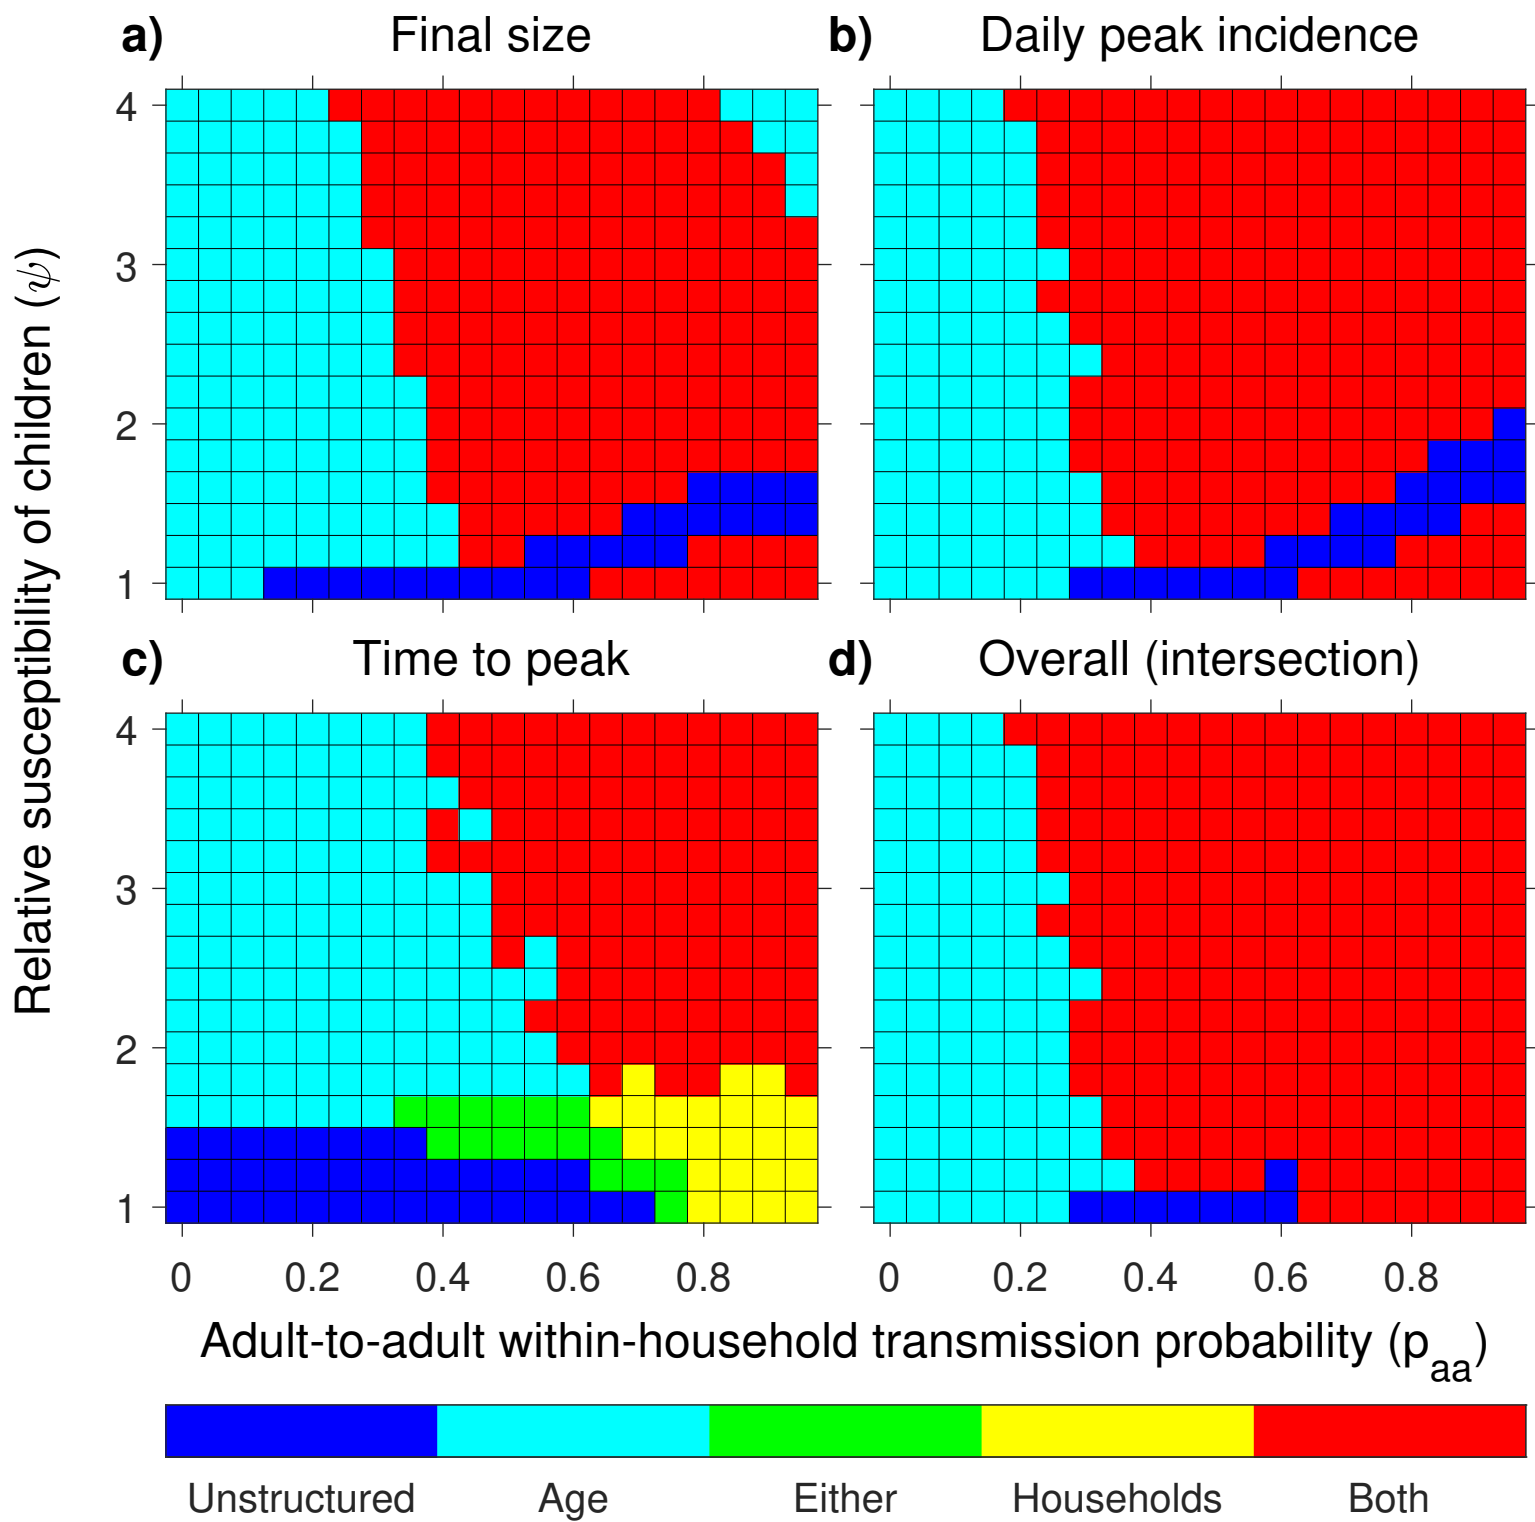 a) Final size
b) Daily peak incidence
4
3
2
1
c) Time to peak
d) Overall (intersection)
4
3
2
1
Relative susceptibility of children (ψ)
0 0.2 0.4 0.6 0.8
0 0.2 0.4 0.6 0.8
Adult-to-adult within-household transmission probability (p_aa)
Unstructured Age Either Households Both